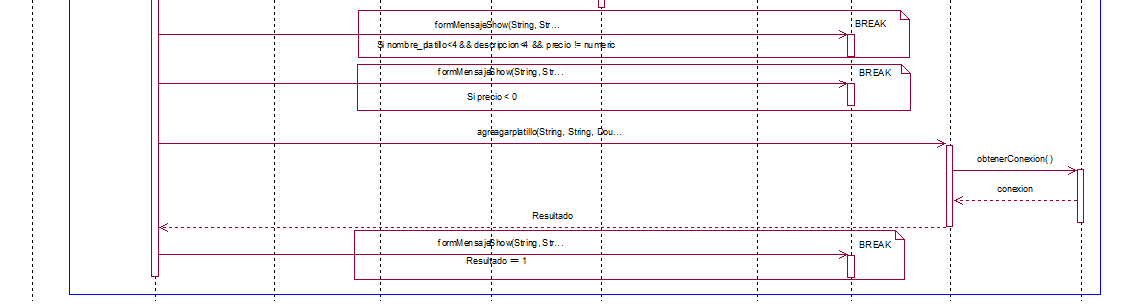 formMensajeShow(String, Str...
BREAK
Si nombre_platillo<4 && descripcion<4 && precio != numeric
formMensajeShow(String, Str...
BREAK
Si precio < 0
agreagarplatillo(String, String, Dou...
obtenerConexion( )
conexion
Resultado
formMensajeShow(String, Str...
BREAK
Resultado == 1